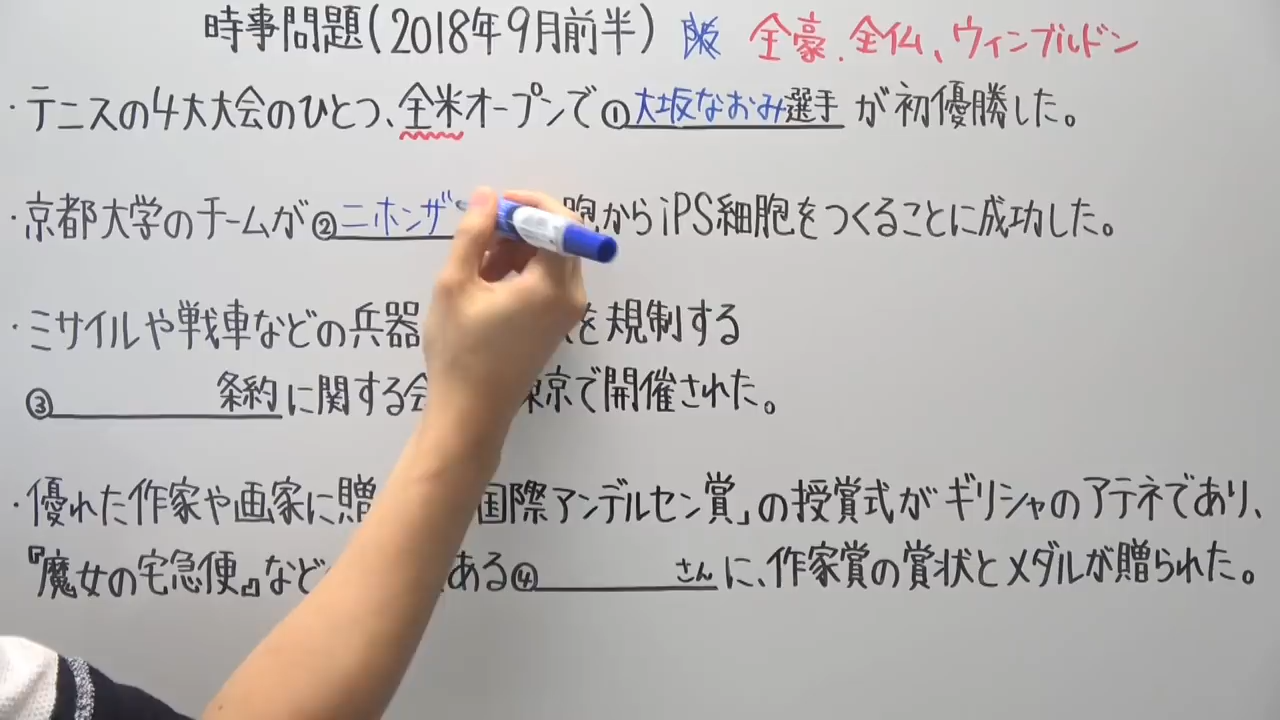 時事問題(2018年9月前半) 阪 全豪、全仏、ウィンブルドン
・テニスの4大大会のひとつ、全米オープンで①大坂なおみ選手が初優勝した。
・京都大学のチームが②ニホンザ 胞からiPS細胞をつくることに成功した。
・ミサイルや戦車などの兵器 を規制する
③ 条約に関する会 東京で開催された。
・優れた作家や画家に贈 国際アンデルセン賞」の授賞式がギリシャのアテネであり、
『魔女の宅急便』など ある④ さんに、作家賞の賞状とメダルが贈られた。